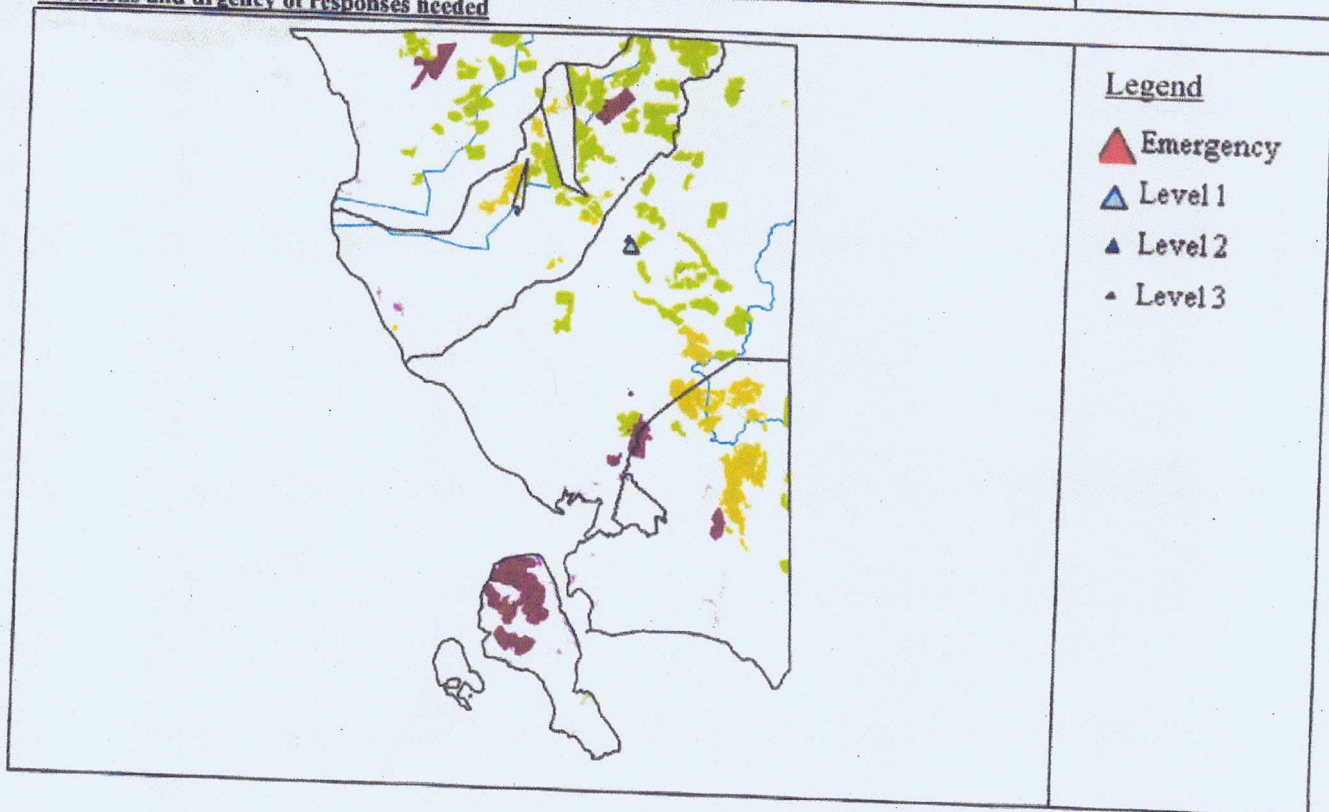 and urgency of responses needed
Legend
Emergency
Level 1
Level 2
Level 3